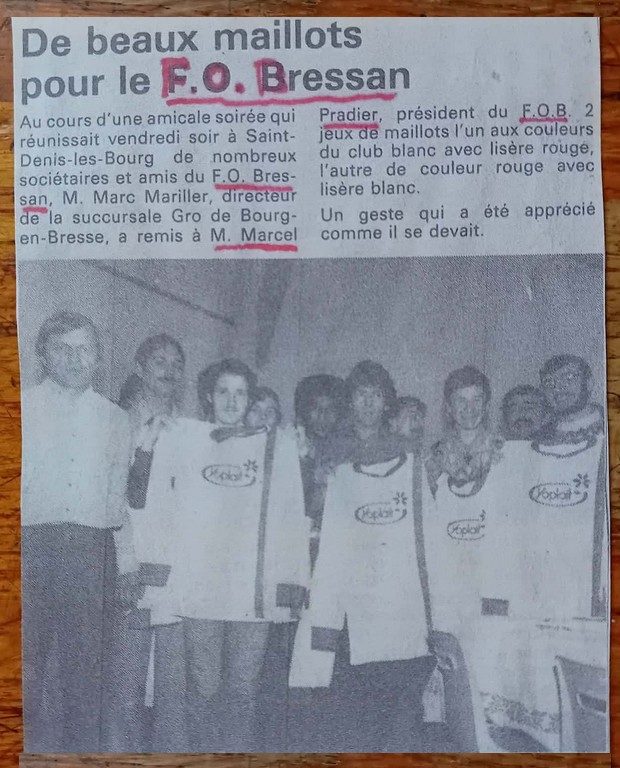 De beaux maillots
pour le F.O. Bressan
Au cours d'une amicale soirée qui
réunissait vendredi soir à Saint-
Denis-les-Bourg de nombreux
sociétaires et amis du F.O. Bres-
san, M. Marc Mariller, directeur
de la succursale Gro de Bourg-
en-Bresse, a remis à M. Marcel
Pradier, président du F.O.B. 2
jeux de maillots l'un aux couleurs
du club blanc avec lisère rouge,
l'autre de couleur rouge avec
lisère blanc.
Un geste qui a été apprécié
comme il se devait.
Yoplait
Yoplait
Yoplait
Yoplait